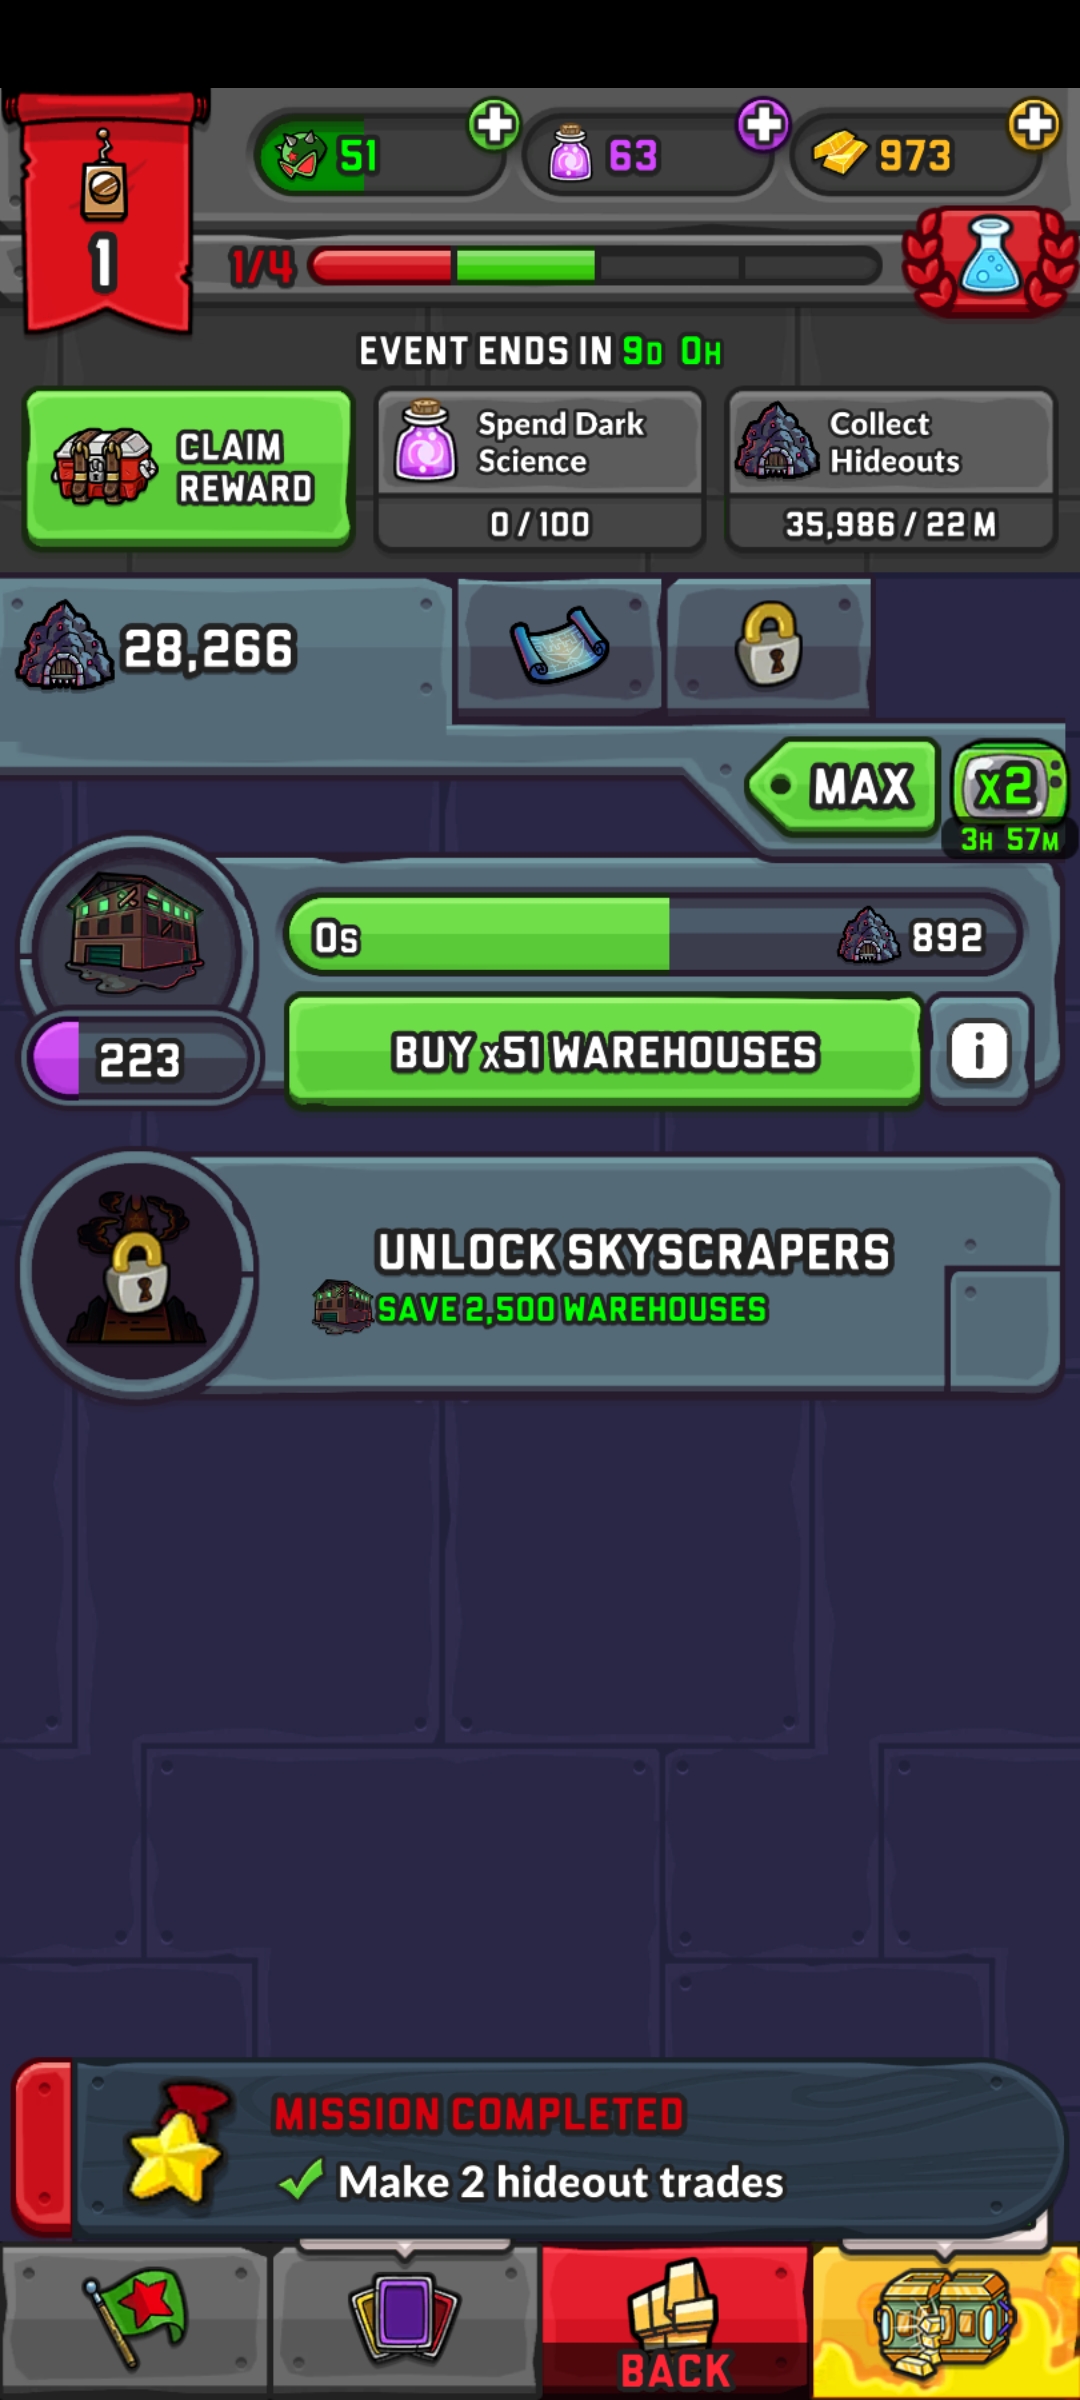 51
63
973
1
1/4
EVENT ENDS IN 9D 0H
CLAIM
REWARD
Spend Dark
Science
0 / 100
Collect
Hideouts
35,986 / 22 M
28,266
MAX
x2
3H 57M
0s
892
223
BUY x51 WAREHOUSES
i
UNLOCK SKYSCRAPERS
SAVE 2,500 WAREHOUSES
MISSION COMPLETED
Make 2 hideout trades
BACK